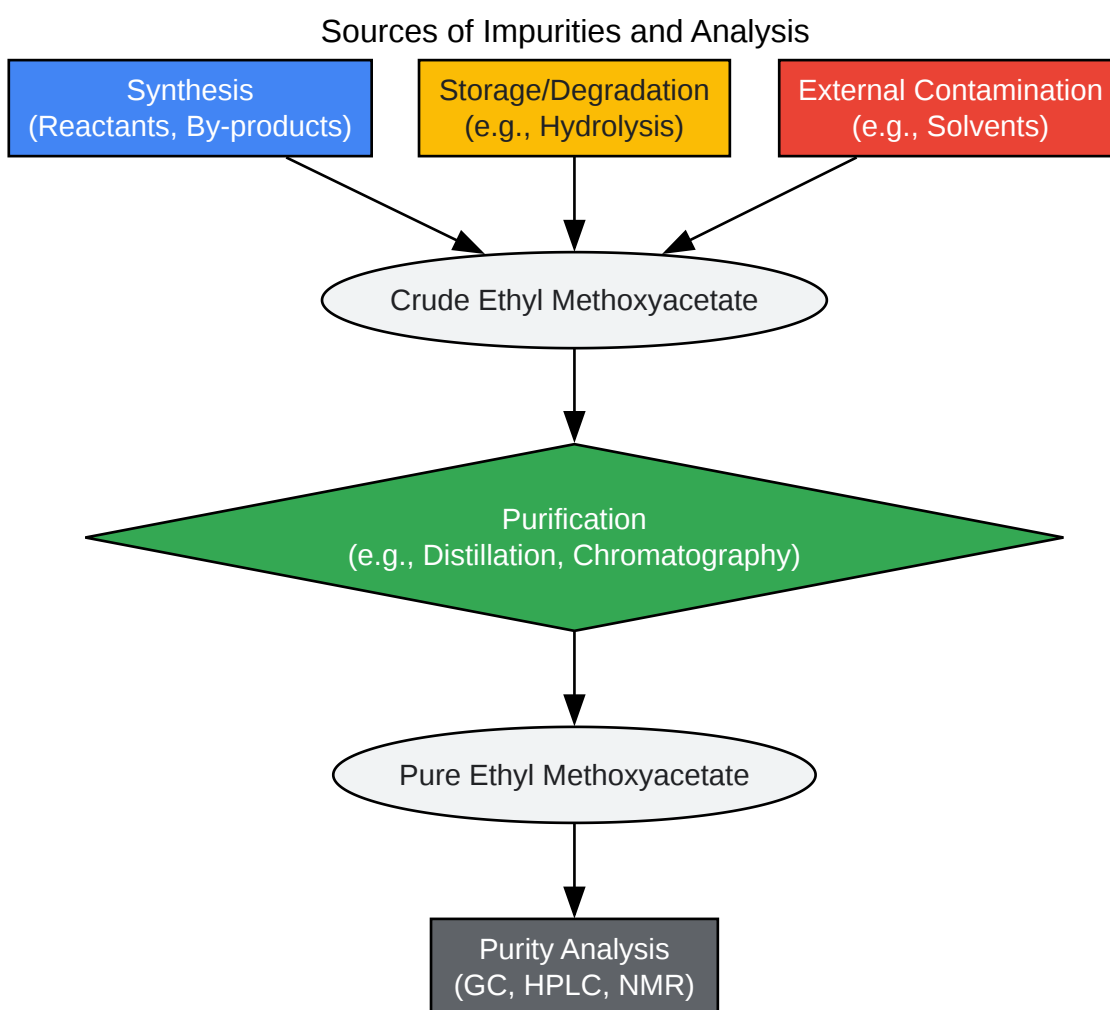 Sources of Impurities and Analysis
Synthesis
(Reactants, By-products)
Storage/Degradation
(e.g., Hydrolysis)
External Contamination
(e.g., Solvents)
Crude Ethyl Methoxyacetate
Purification
(e.g., Distillation, Chromatography)
Pure Ethyl Methoxyacetate
Purity Analysis
(GC, HPLC, NMR)